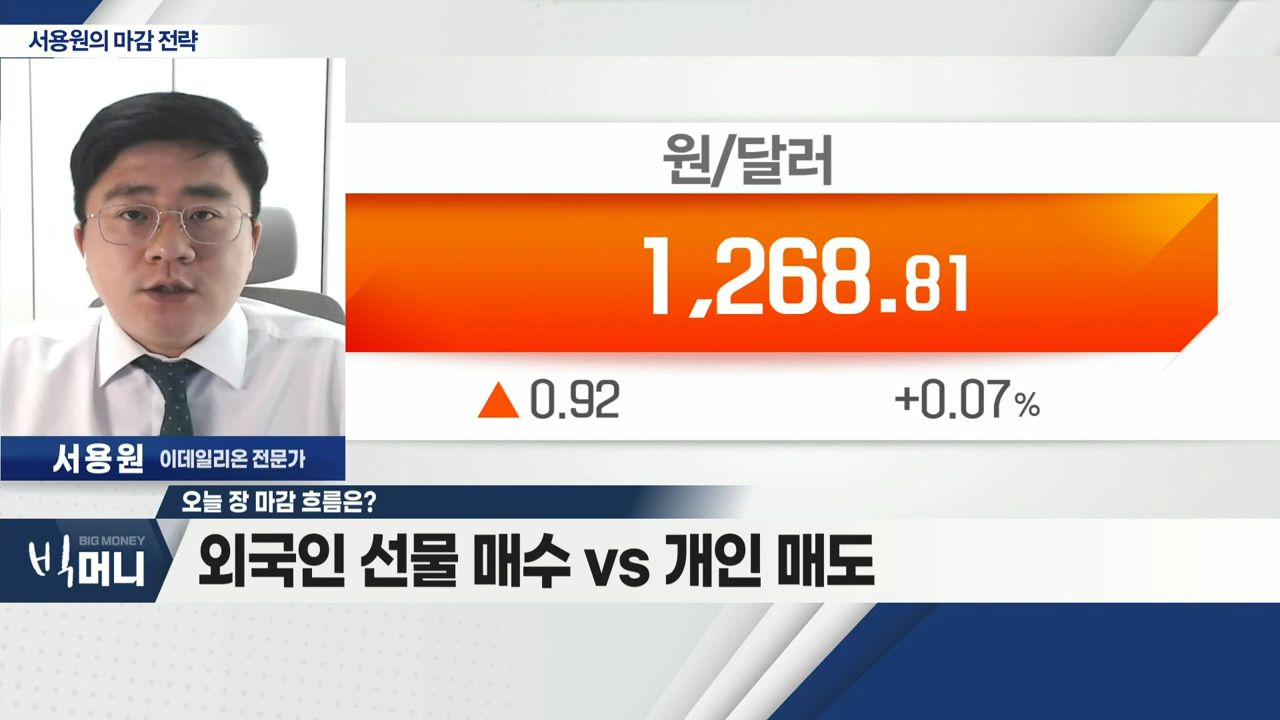 서용원의 마감 전략
원/달러
1,268.81
▲ 0.92 +0.07%
서용원 이데일리온 전문가
오늘 장 마감 흐름은?
BIG MONEY
빅머니
외국인 선물 매수 vs 개인 매도